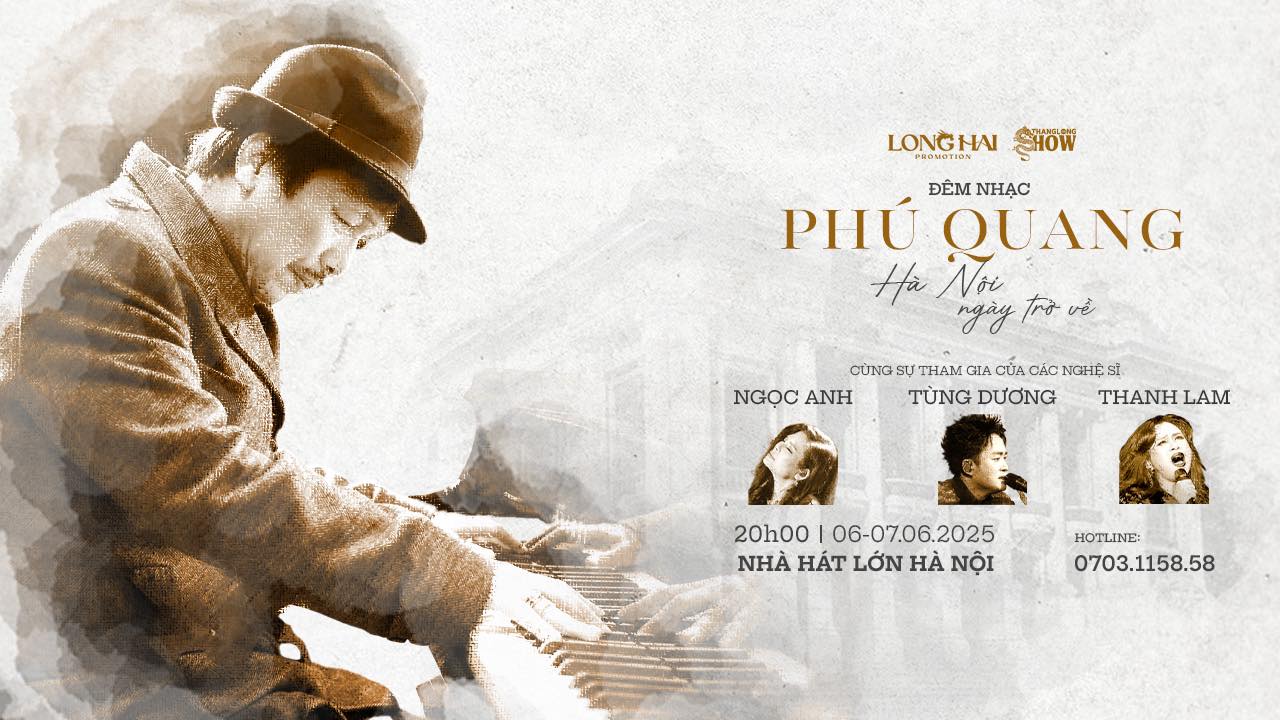 LONG HAI
PROMOTION
THANGLONG
SHOW
ĐÊM NHẠC
PHÚ QUANG
Hà Nội
ngày trở về
CÙNG SỰ THAM GIA CỦA CÁC NGHỆ SĨ
NGỌC ANH TÙNG DƯƠNG THANH LAM
20h00 | 06-07.06.2025
NHÀ HÁT LỚN HÀ NỘI
HOTLINE:
0703.1158.58